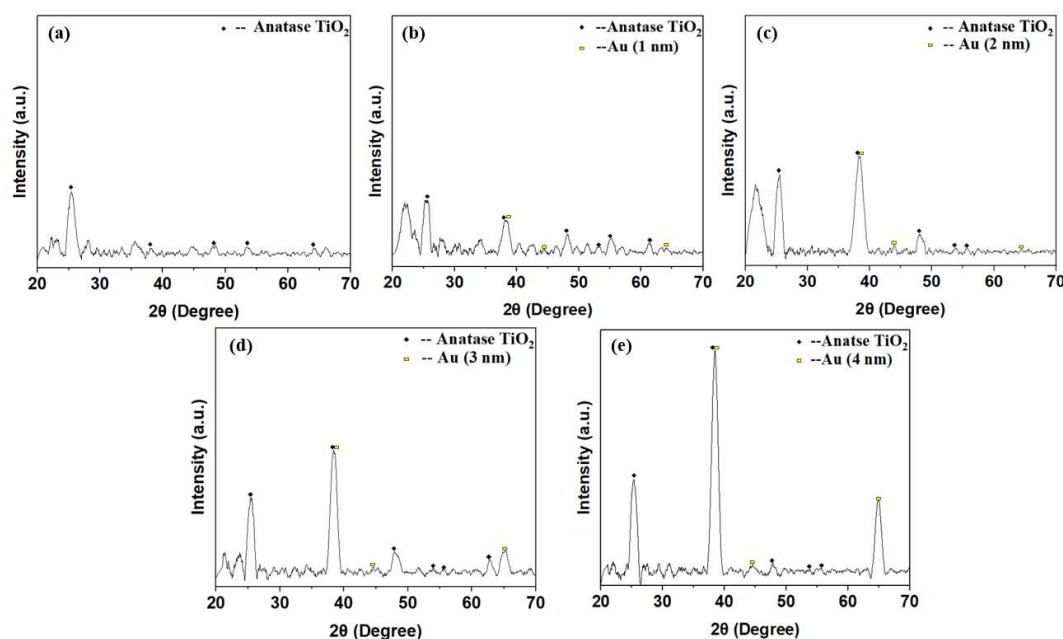 (a)
◆ -- Anatase TiO₂
Intensity (a.u.)
20 30 40 50 60 70
2θ (Degree)
(b)
◆ --Anatase TiO₂
--Au (1 nm)
Intensity (a.u.)
20 30 40 50 60 70
2θ (Degree)
(c)
◆ -- Anatase TiO₂
-- Au (2 nm)
Intensity (a.u.)
20 30 40 50 60 70
2θ (Degree)
(d)
◆ -- Anatase TiO₂
-- Au (3 nm)
Intensity (a.u.)
20 30 40 50 60 70
2θ (Degree)
(e)
◆ --Anatse TiO₂
--Au (4 nm)
Intensity (a.u.)
20 30 40 50 60 70
2θ (Degree)